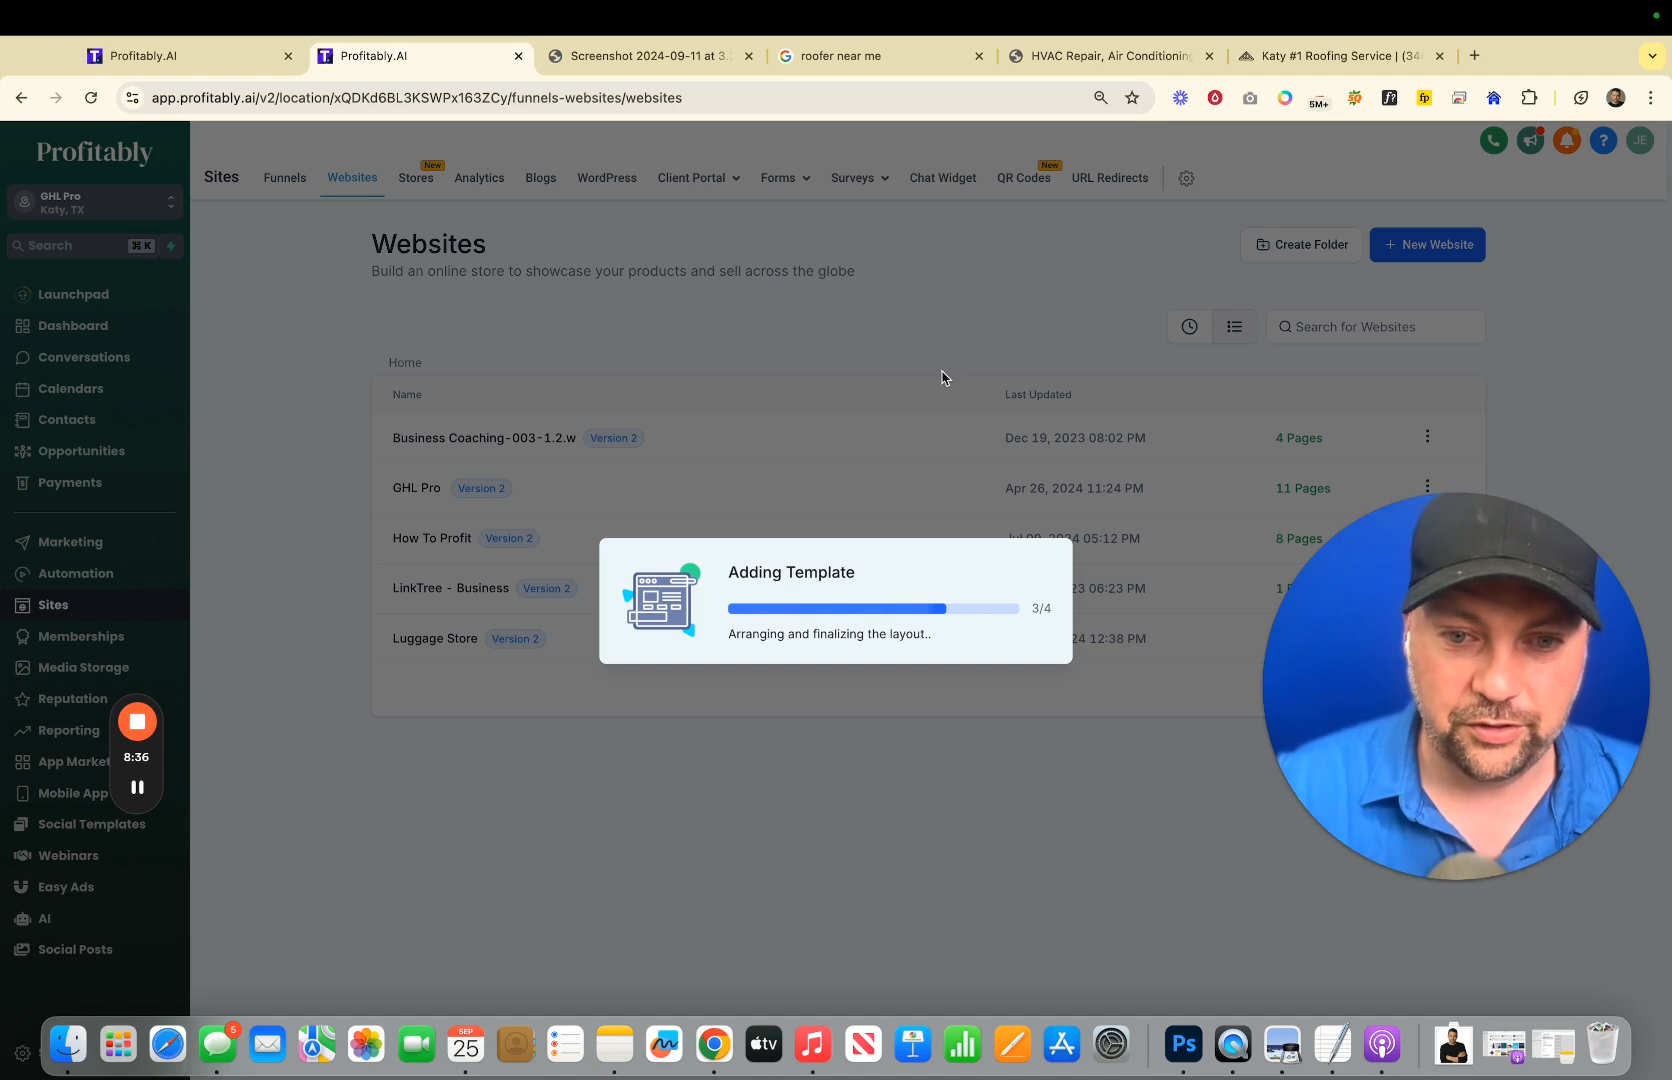 Profitably.AI
Profitably.AI
Screenshot 2024-09-11 at 3.
roofer near me
HVAC Repair, Air Conditioning
Katy #1 Roofing Service | (34
app.profitably.ai/v2/location/xQDKd6BL3KSWPx163ZCy/funnels-websites/websites
5M+
f?
fp
Profitably
GHL Pro
Katy, TX
Search
⌘ K
Launchpad
Dashboard
Conversations
Calendars
Contacts
Opportunities
Payments
Marketing
Automation
Sites
Memberships
Media Storage
Reputation
Reporting
App Market
Mobile App
Social Templates
Webinars
Easy Ads
AI
Social Posts
8:36
JE
Sites
Funnels
Websites
New
Stores
Analytics
Blogs
WordPress
Client Portal
Forms
Surveys
Chat Widget
New
QR Codes
URL Redirects
Websites
Build an online store to showcase your products and sell across the globe
Create Folder
+ New Website
Search for Websites
Home
Name
Last Updated
Business Coaching-003-1.2.w
Version 2
Dec 19, 2023 08:02 PM
4 Pages
GHL Pro
Version 2
Apr 26, 2024 11:24 PM
11 Pages
How To Profit
Version 2
2024 05:12 PM
8 Pages
LinkTree - Business
Version 2
23 06:23 PM
1
Luggage Store
Version 2
24 12:38 PM
Adding Template
3/4
Arranging and finalizing the layout..
5
SEP
25
tv
Ps